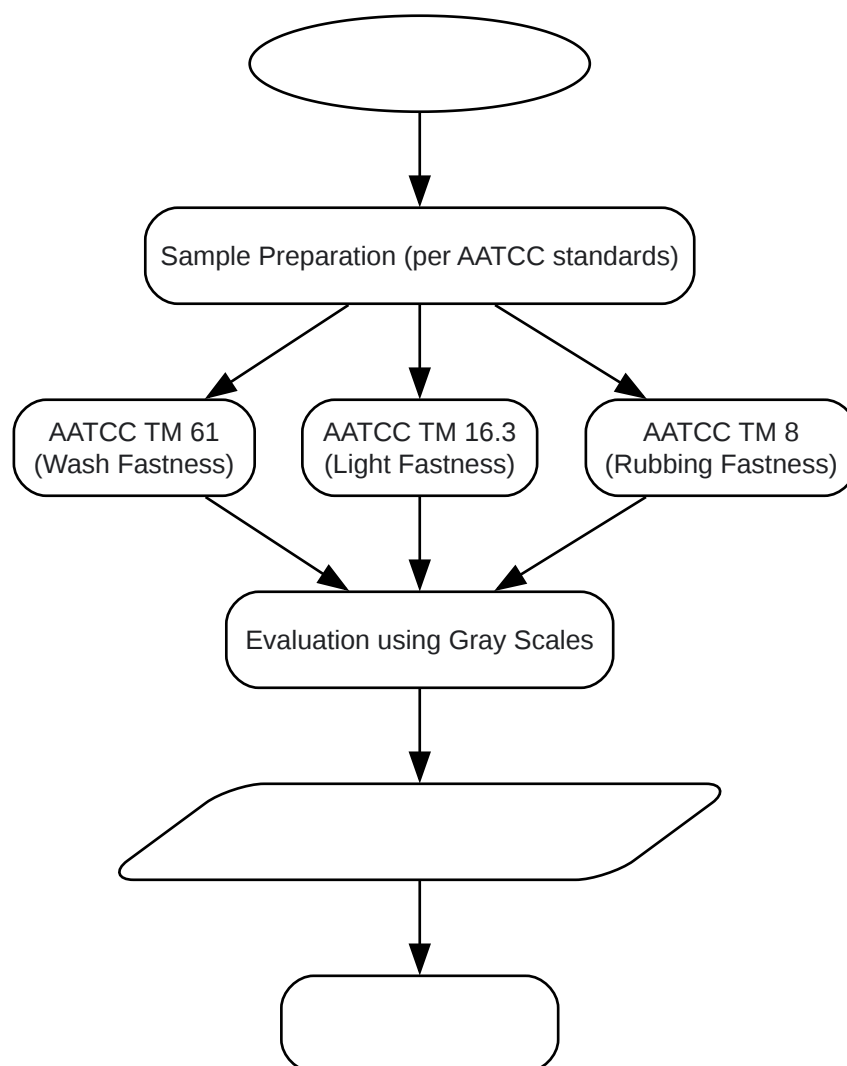 Sample Preparation (per AATCC standards)
AATCC TM 61
(Wash Fastness)
AATCC TM 16.3
(Light Fastness)
AATCC TM 8
(Rubbing Fastness)
Evaluation using Gray Scales